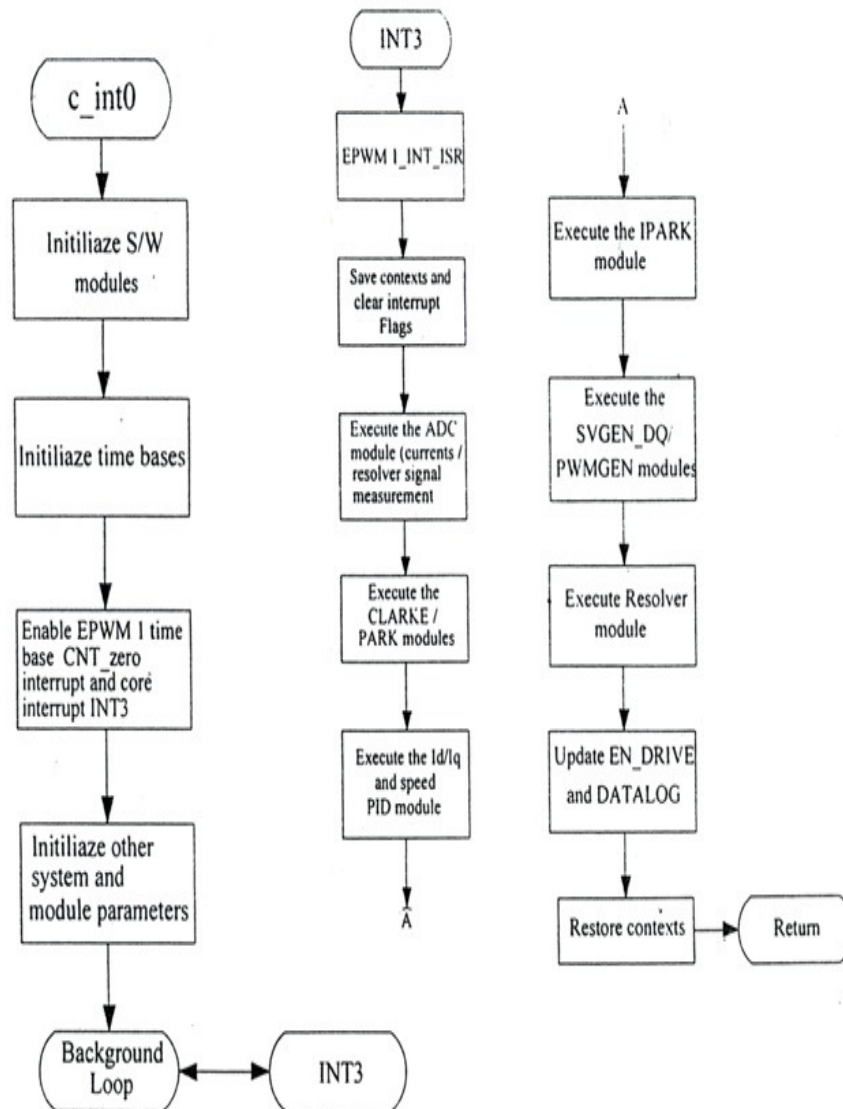 c_int0
Initiliaze S/W
modules
Initiliaze time bases
Enable EPWM 1 time
base CNT_zero
interrupt and core
interrupt INT3
Initiliaze other
system and
module parameters
Background
Loop
INT3
INT3
EPWM 1_INT_ISR
Save contexts and
clear interrupt
Flags
Execute the ADC
module (currents /
resolver signal
measurement
Execute the
CLARKE /
PARK modules
Execute the Id/Iq
and speed
PID module
A
A
Execute the IPARK
module
Execute the
SVGEN_DQ/
PWMGEN modules
Execute Resolver
module
Update EN_DRIVE
and DATALOG
Restore contexts
Return